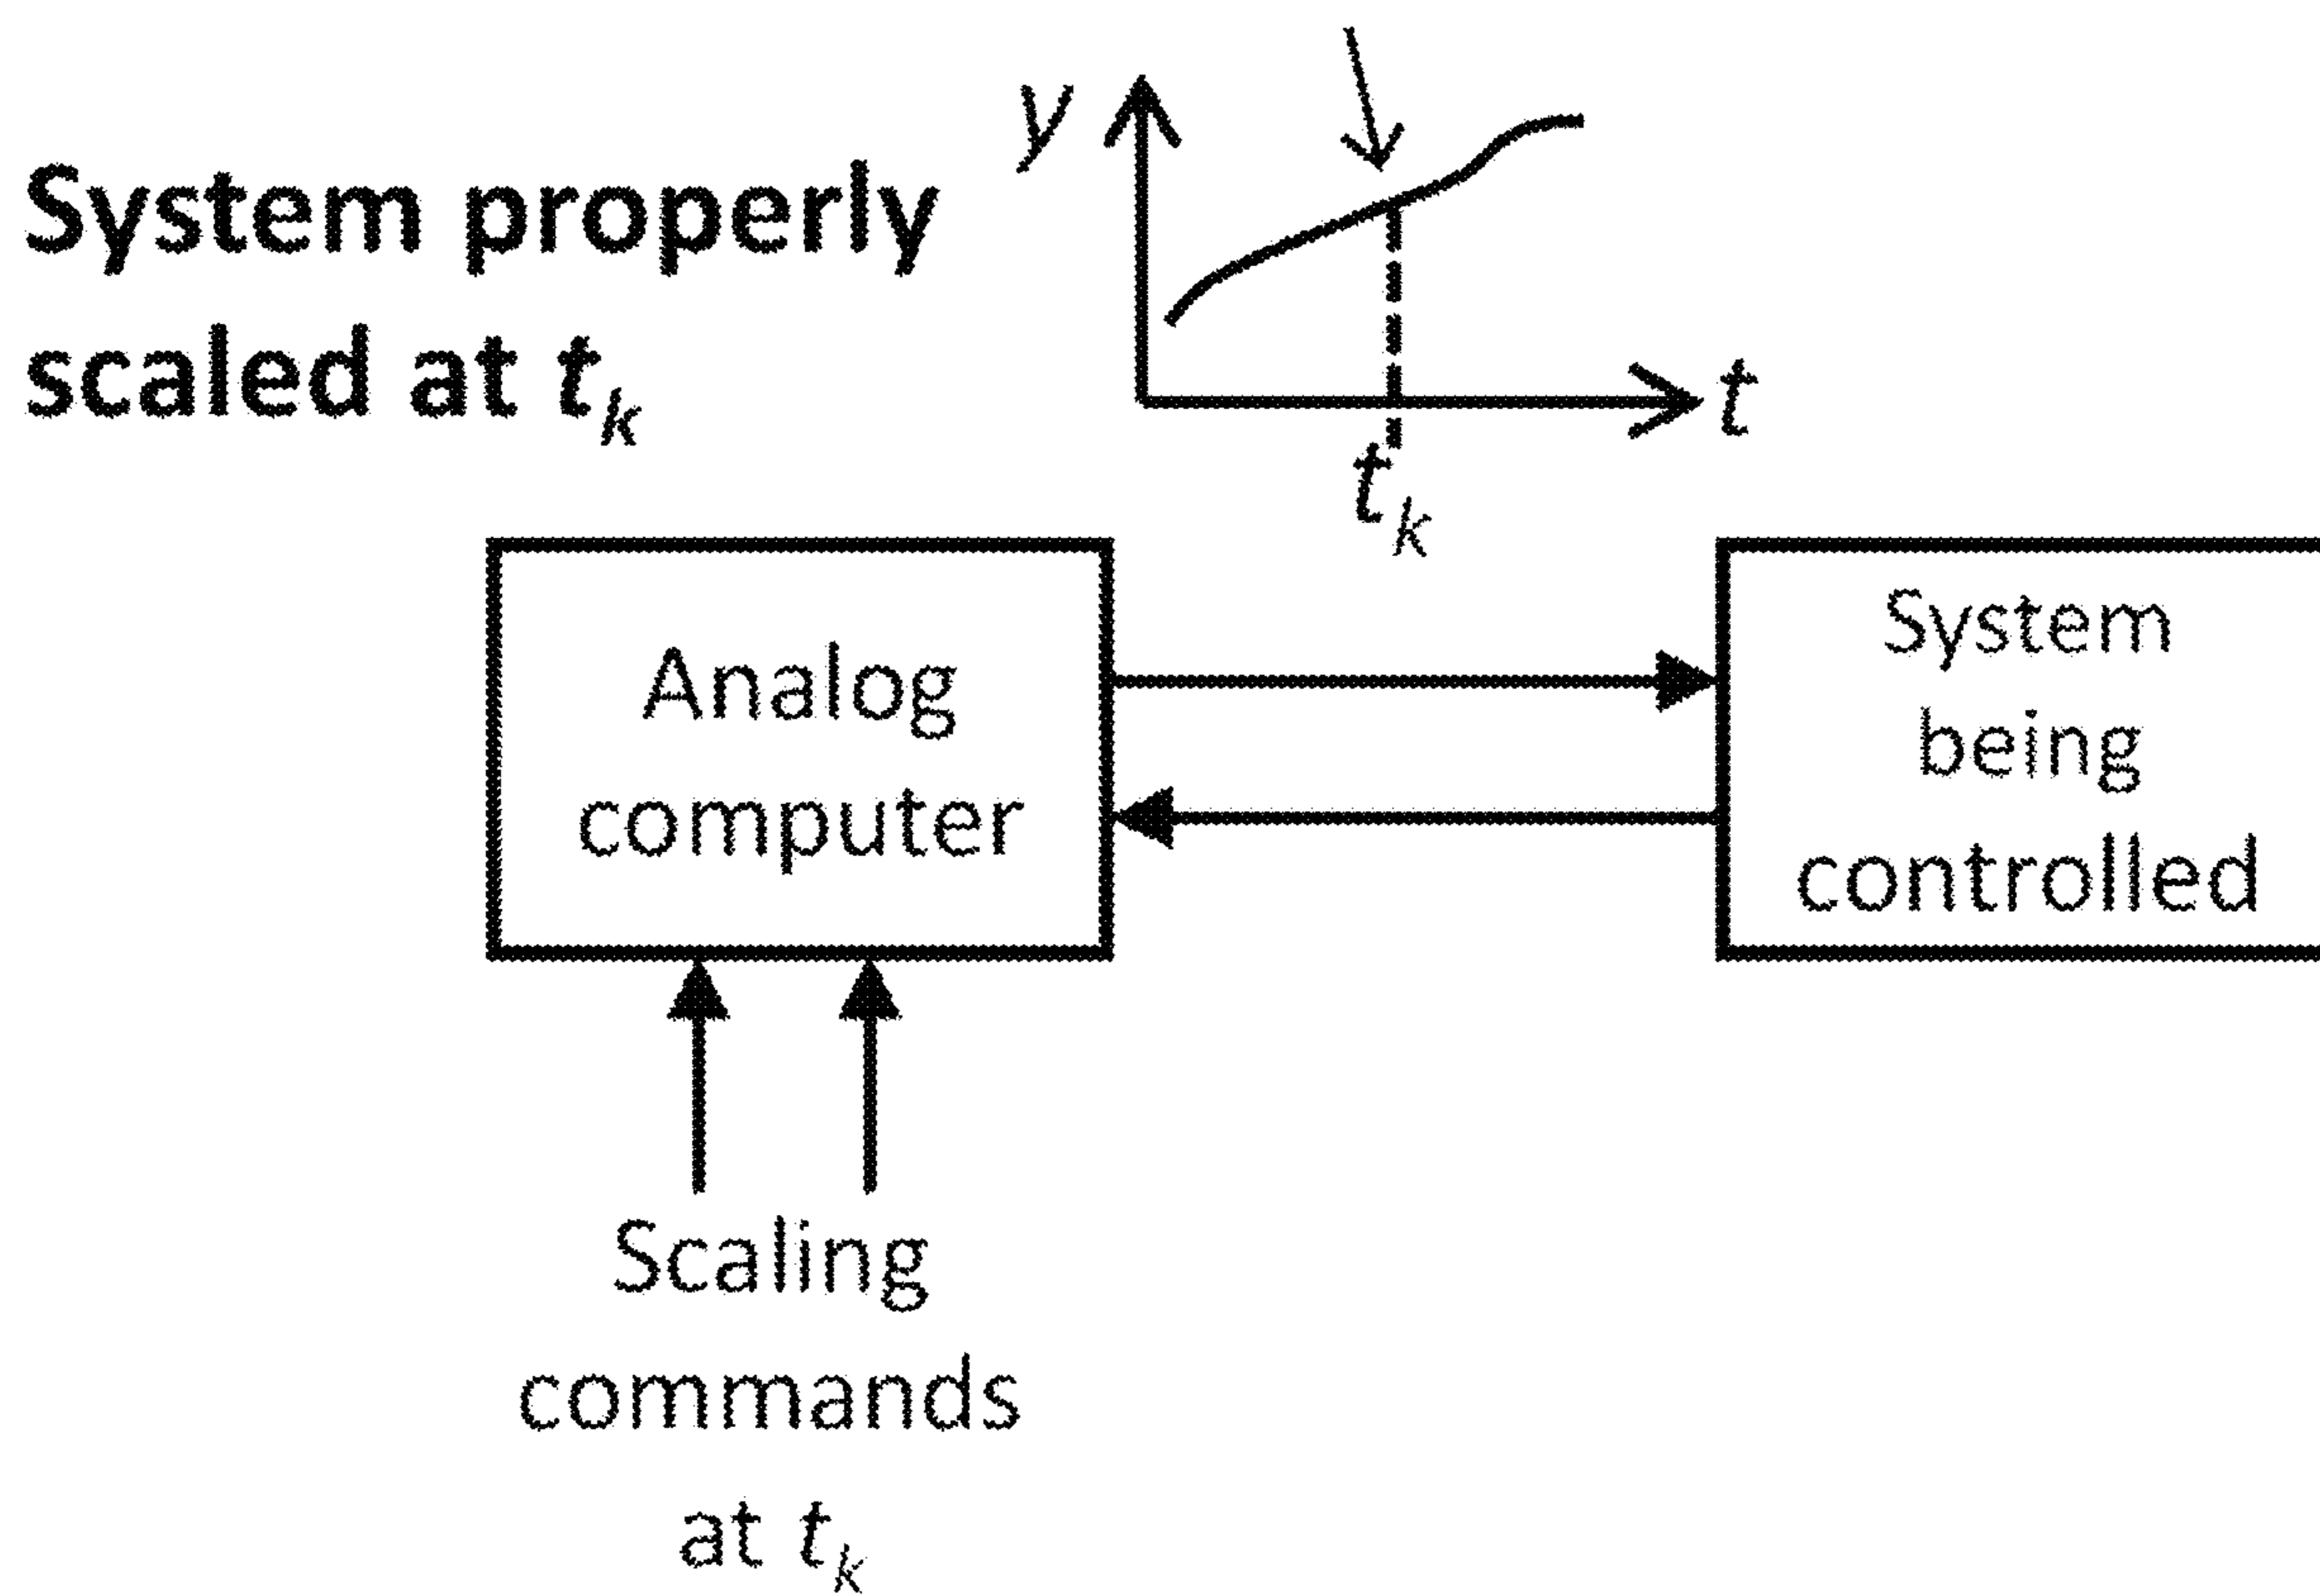 System properly
scaled at tₖ
y
t
tₖ
Analog
computer
System
being
controlled
Scaling
commands
at tₖ